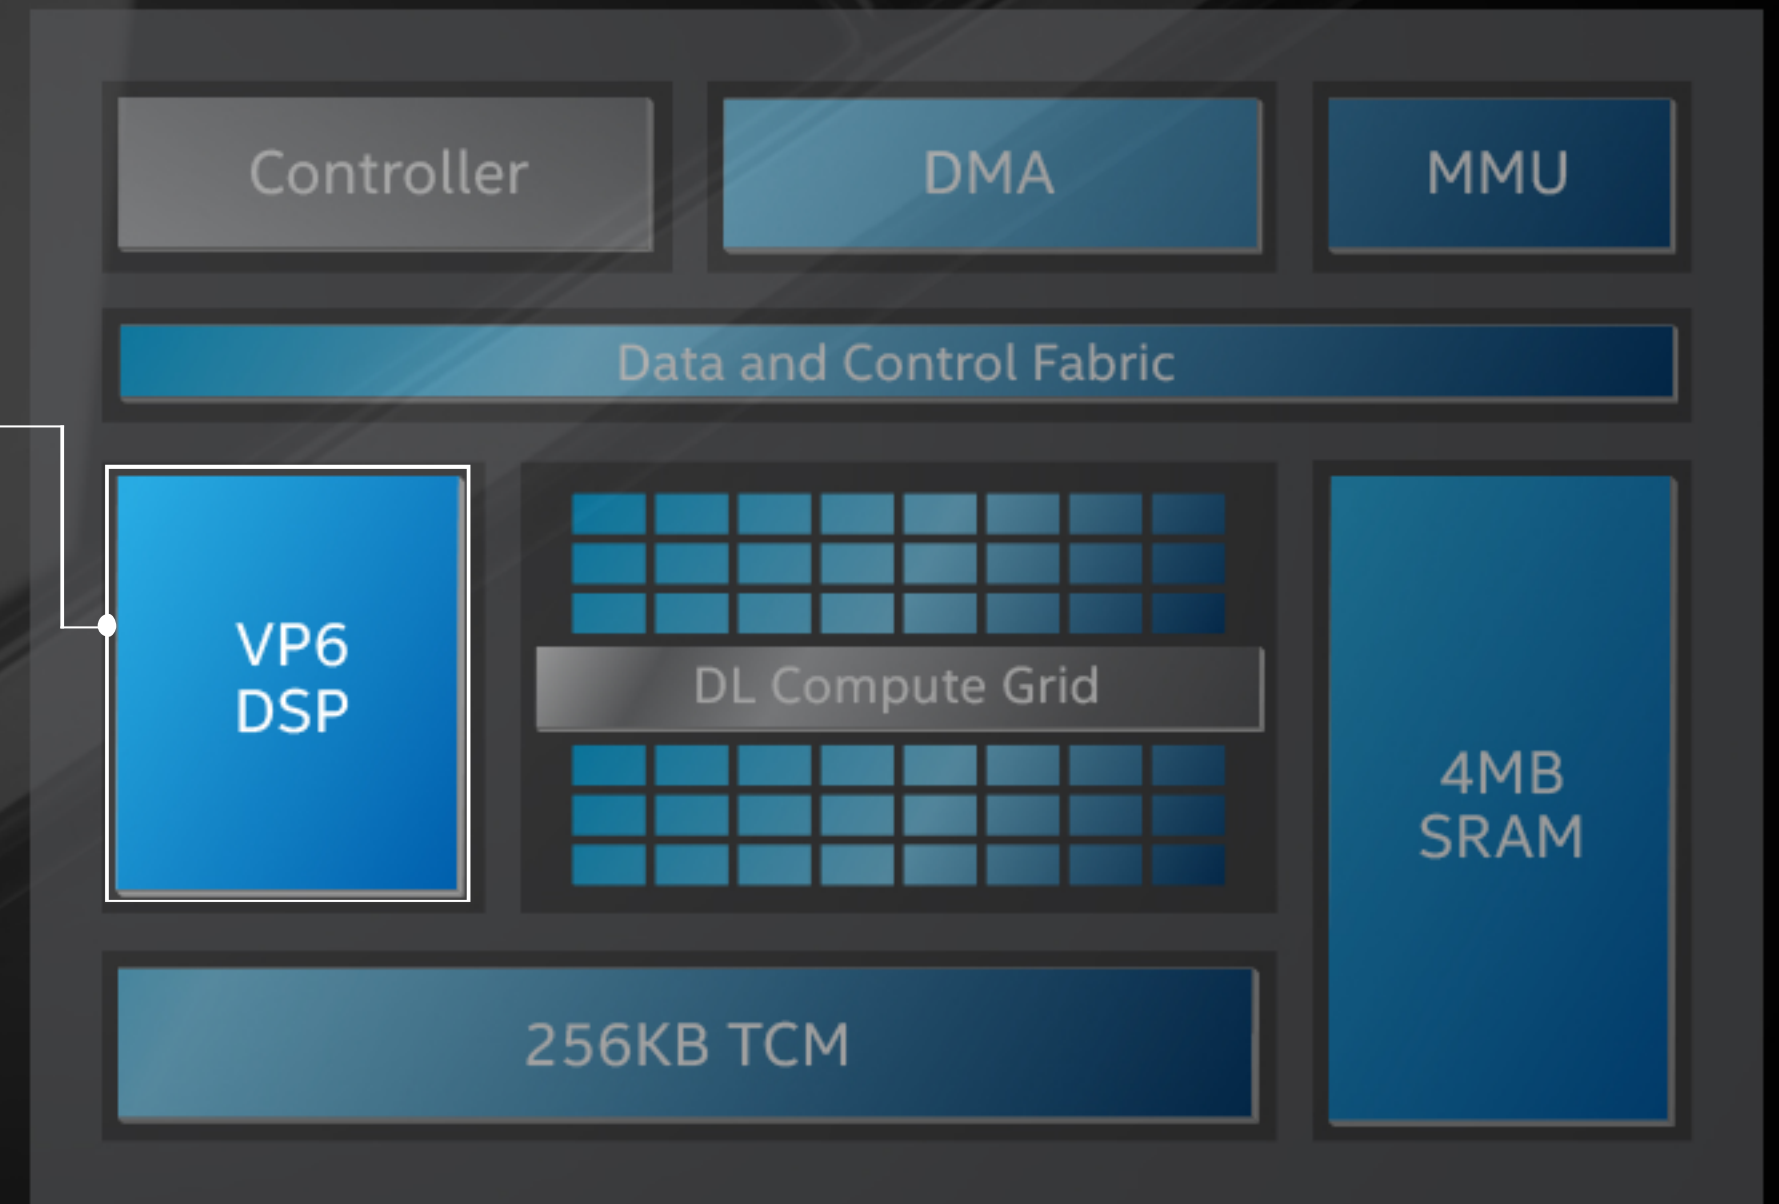 Controller
DMA
MMU
Data and Control Fabric
VP6
DSP
DL Compute Grid
4MB
SRAM
256KB TCM